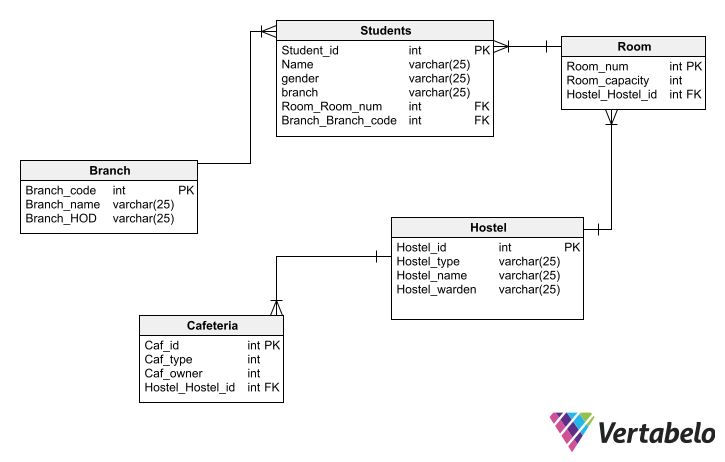 Students
Student_id int PK
Name varchar(25)
gender varchar(25)
branch varchar(25)
Room_Room_num int FK
Branch_Branch_code int FK
Room
Room_num int PK
Room_capacity int
Hostel_Hostel_id int FK
Branch
Branch_code int PK
Branch_name varchar(25)
Branch_HOD varchar(25)
Hostel
Hostel_id int PK
Hostel_type varchar(25)
Hostel_name varchar(25)
Hostel_warden varchar(25)
Cafeteria
Caf_id int PK
Caf_type int
Caf_owner int
Hostel_Hostel_id int FK
Vertabelo